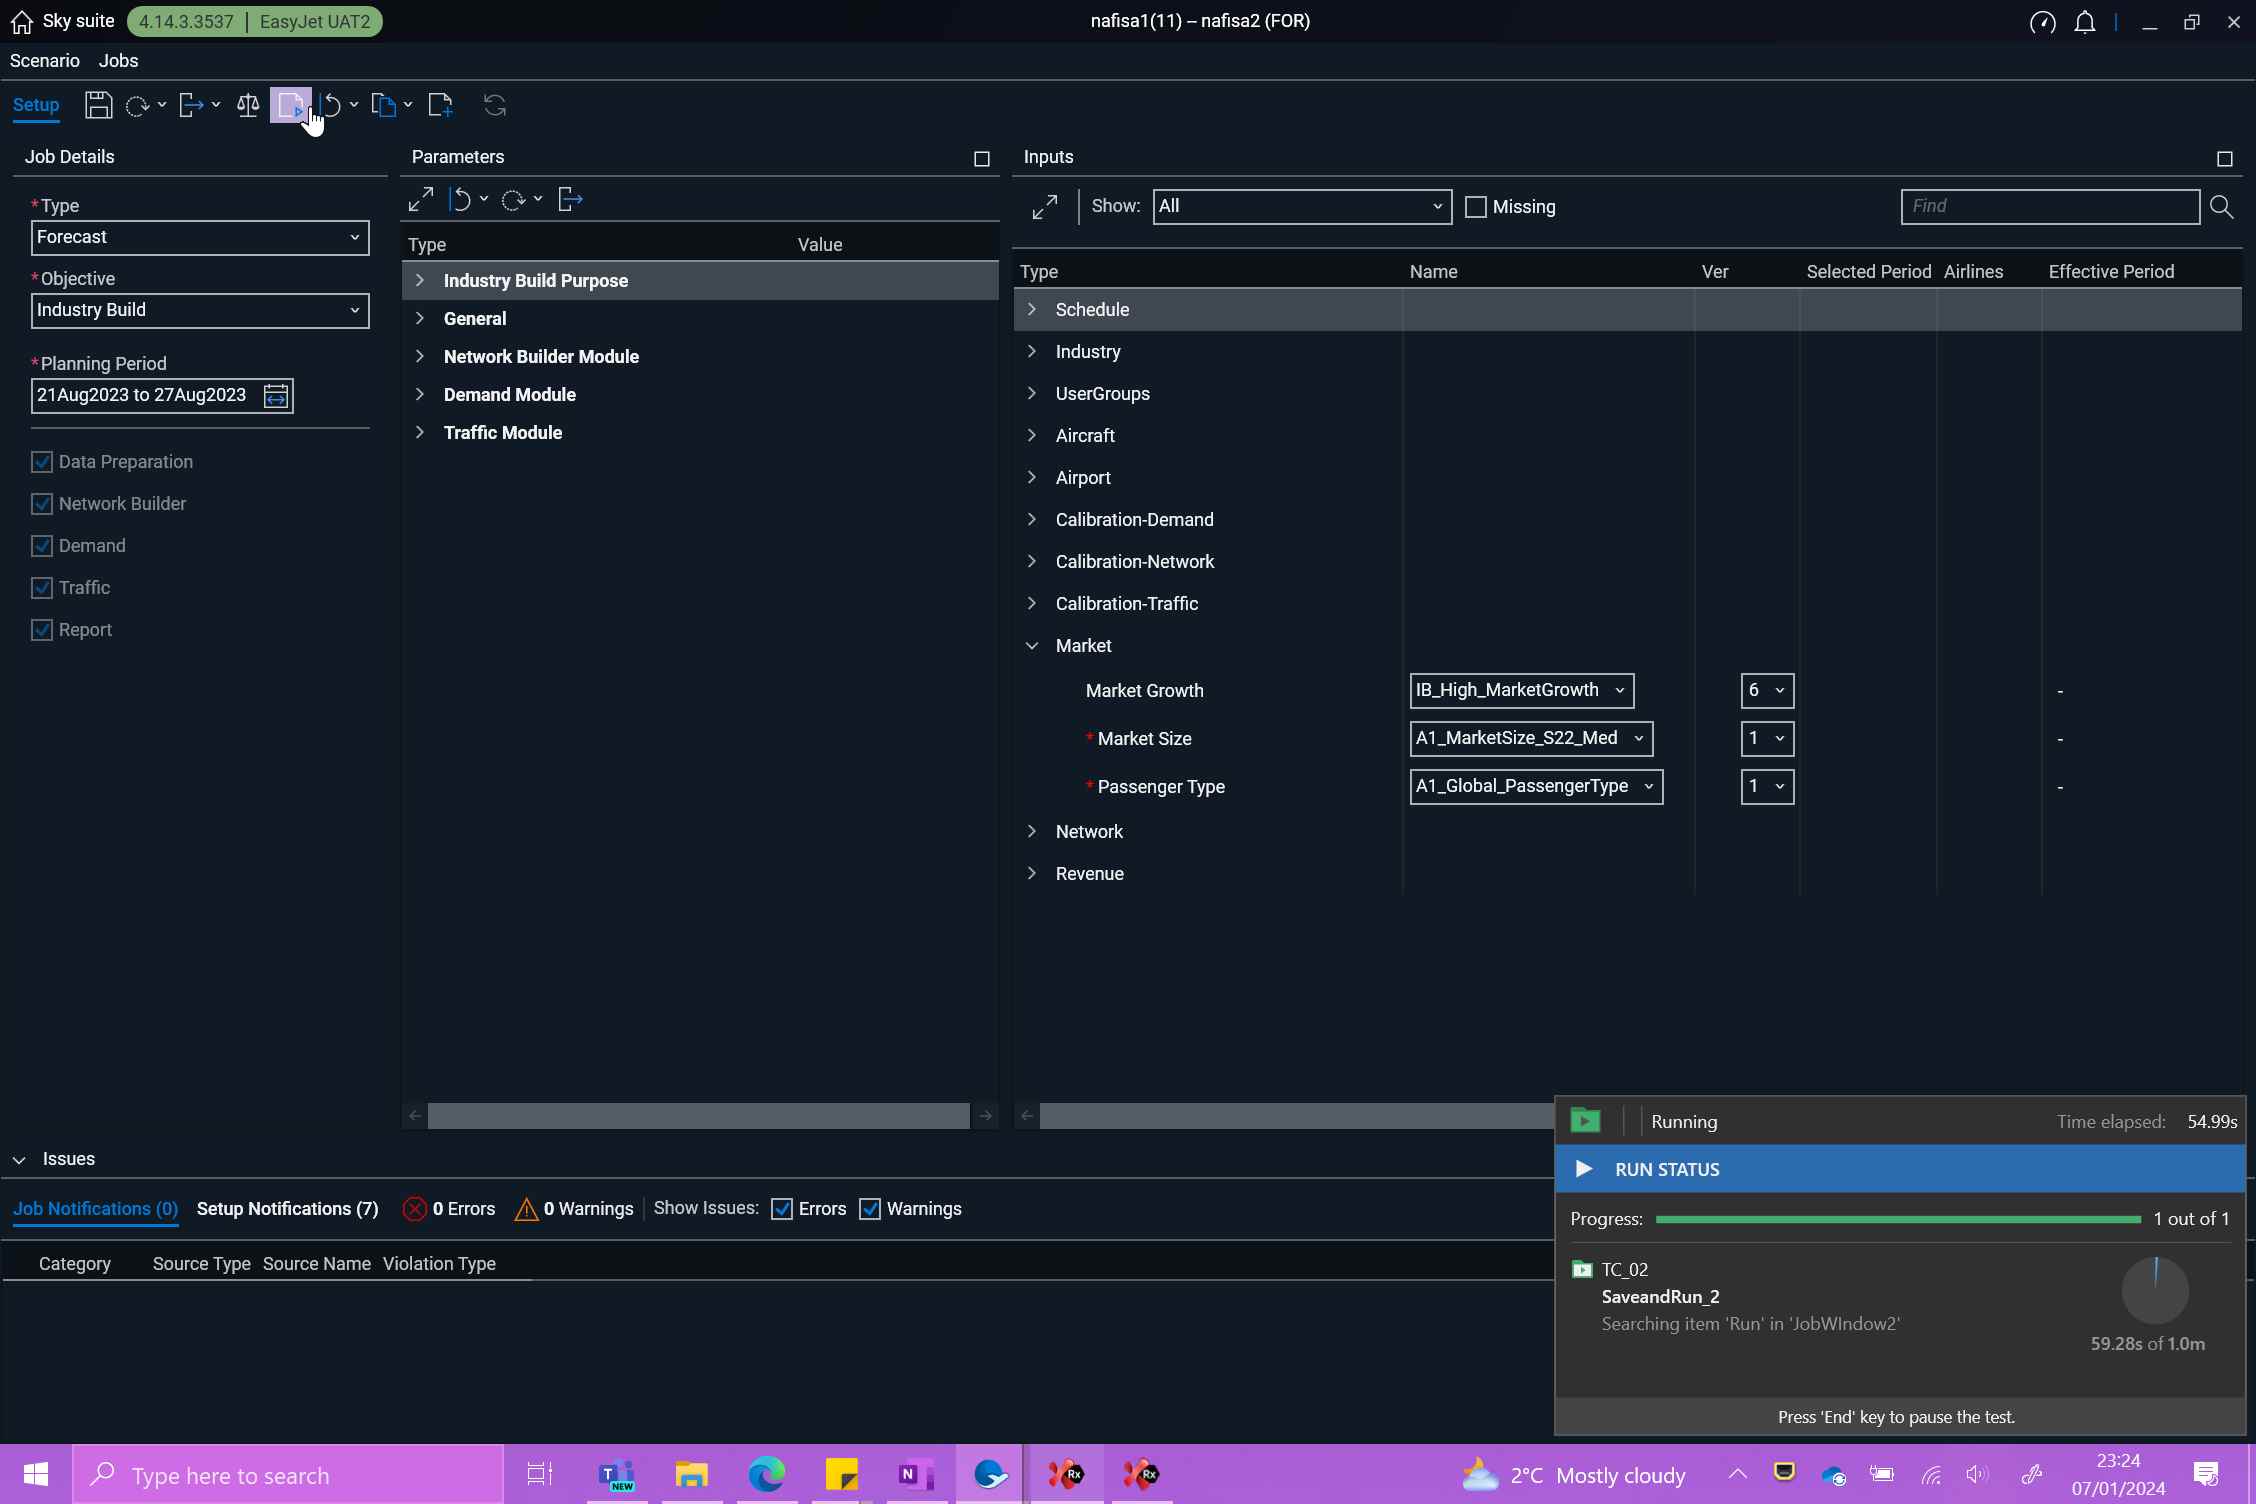 Sky suite 4.14.3.3537 | EasyJet UAT2 nafisa1(11) – nafisa2 (FOR)
Scenario Jobs
Setup
Job Details
*Type
Forecast
*Objective
Industry Build
*Planning Period
21Aug2023 to 27Aug2023
Data Preparation
Network Builder
Demand
Traffic
Report
Parameters
Type Value
Industry Build Purpose
General
Network Builder Module
Demand Module
Traffic Module
Inputs
Show: All Missing Find
Type Name Ver Selected Period Airlines Effective Period
Schedule
Industry
UserGroups
Aircraft
Airport
Calibration-Demand
Calibration-Network
Calibration-Traffic
Market
Market Growth IB_High_MarketGrowth 6 -
* Market Size A1_MarketSize_S22_Med 1 -
* Passenger Type A1_Global_PassengerType 1 -
Network
Revenue
Issues
Job Notifications (0) Setup Notifications (7) 0 Errors 0 Warnings Show Issues: Errors Warnings
Category Source Type Source Name Violation Type
Running Time elapsed: 54.99s
RUN STATUS
Progress: 1 out of 1
TC_02
SaveandRun_2
Searching item 'Run' in 'JobWIndow2'
59.28s of 1.0m
Press 'End' key to pause the test.
Type here to search
T
NEW
N
Rx
Rx
2°C Mostly cloudy
23:24
07/01/2024